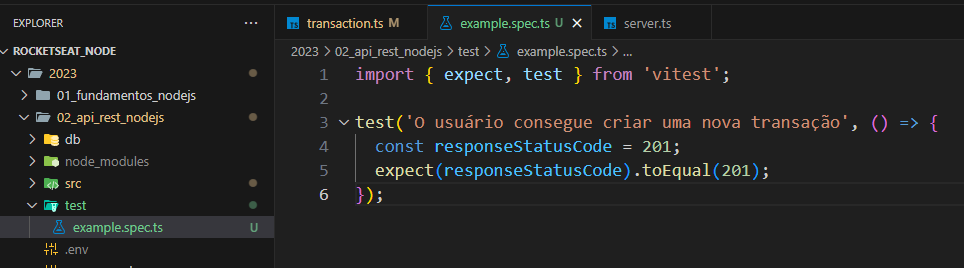 EXPLORER ...
ROCKETSEAT_NODE
2023
01_fundamentos_nodejs
02_api_rest_nodejs
db
node_modules
src
test
example.spec.ts U
.env
TS transaction.ts M
example.spec.ts U
TS server.ts
2023 > 02_api_rest_nodejs > test > example.spec.ts > ...
1 import { expect, test } from 'vitest';
2
3 test('O usuário consegue criar uma nova transação', () => {
4 const responseStatusCode = 201;
5 expect(responseStatusCode).toEqual(201);
6 });